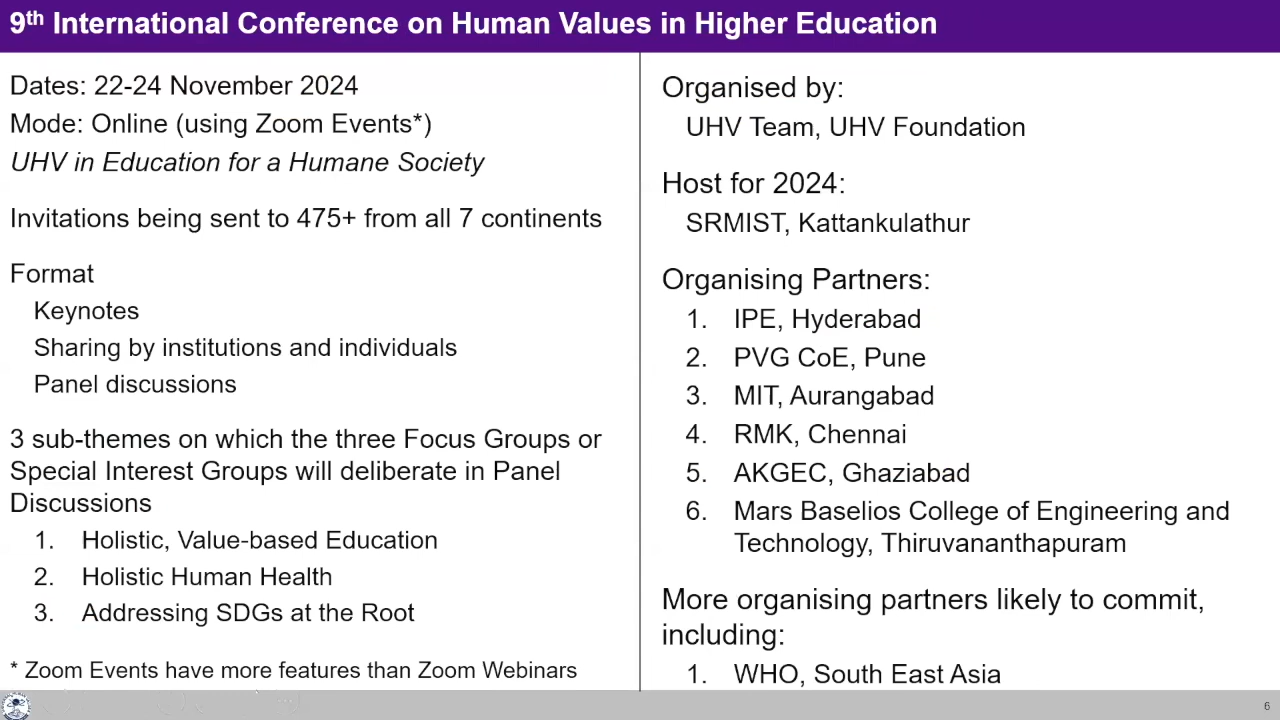 9th International Conference on Human Values in Higher Education
Dates: 22-24 November 2024
Mode: Online (using Zoom Events*)
UHV in Education for a Humane Society
Invitations being sent to 475+ from all 7 continents
Format
Keynotes
Sharing by institutions and individuals
Panel discussions
3 sub-themes on which the three Focus Groups or
Special Interest Groups will deliberate in Panel
Discussions
1. Holistic, Value-based Education
2. Holistic Human Health
3. Addressing SDGs at the Root
* Zoom Events have more features than Zoom Webinars
Organised by:
UHV Team, UHV Foundation
Host for 2024:
SRMIST, Kattankulathur
Organising Partners:
1. IPE, Hyderabad
2. PVG CoE, Pune
3. MIT, Aurangabad
4. RMK, Chennai
5. AKGEC, Ghaziabad
6. Mars Baselios College of Engineering and
Technology, Thiruvananthapuram
More organising partners likely to commit,
including:
1. WHO, South East Asia
6